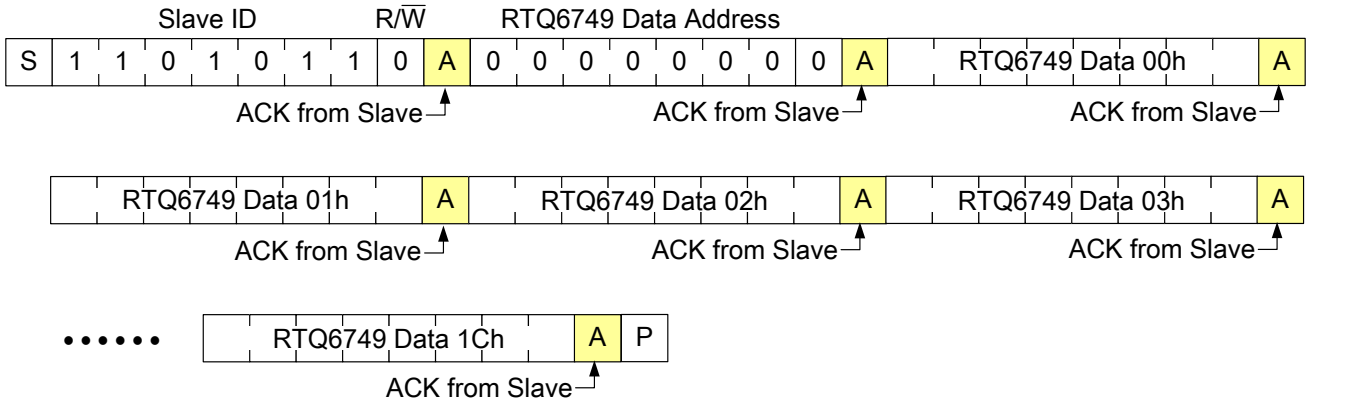 Slave ID R/W̅ RTQ6749 Data Address
S 1 1 0 1 0 1 1 0 A 0 0 0 0 0 0 0 0 A RTQ6749 Data 00h A
ACK from Slave ACK from Slave ACK from Slave
RTQ6749 Data 01h A RTQ6749 Data 02h A RTQ6749 Data 03h A
ACK from Slave ACK from Slave ACK from Slave
•••••• RTQ6749 Data 1Ch A P
ACK from Slave